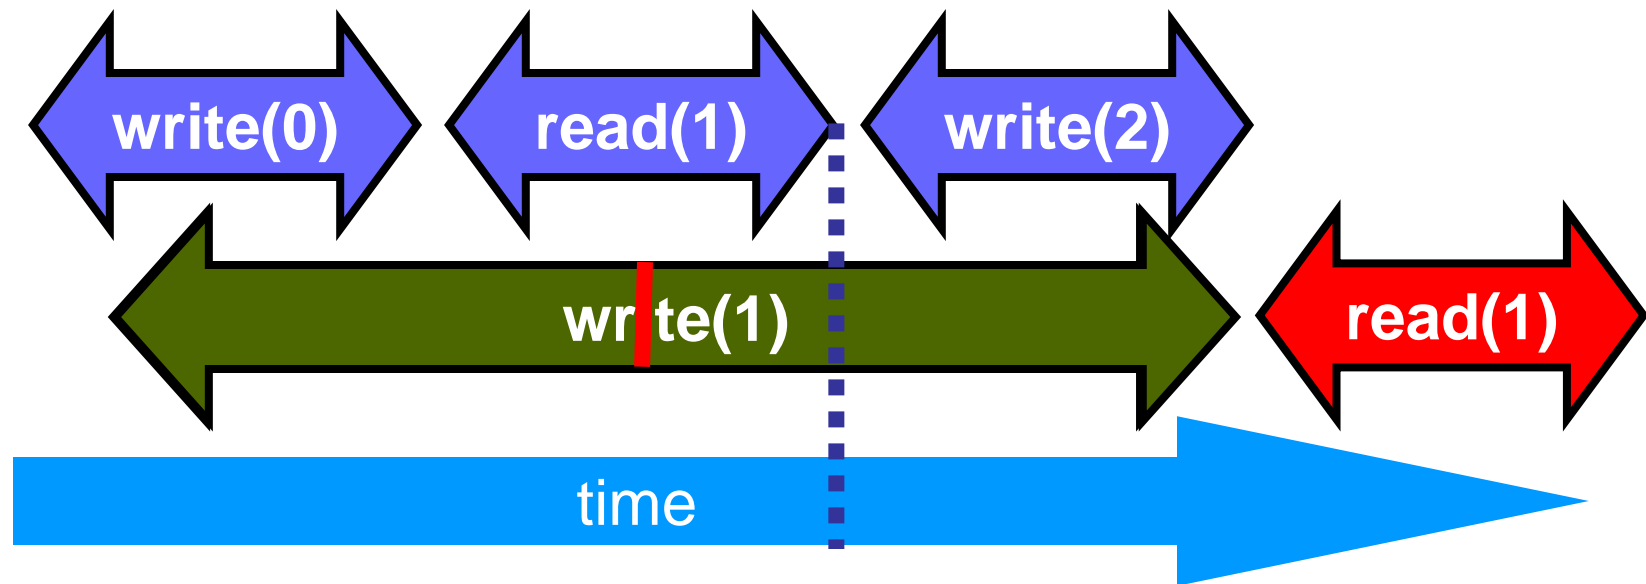 write(0)
read(1)
write(2)
write(1)
read(1)
time